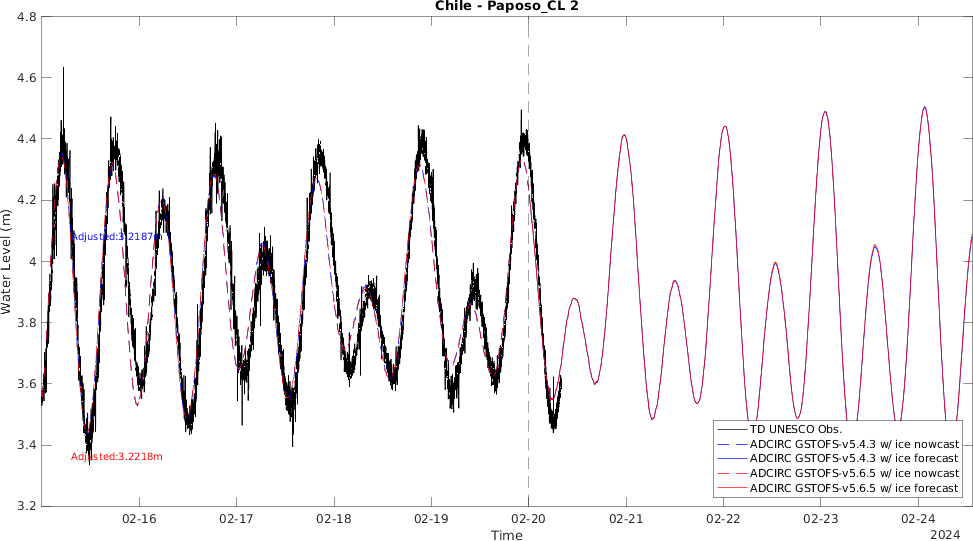 Chile - Paposo_CL 2
4.8
4.6
4.4
4.2
4
3.8
3.6
3.4
3.2
Water Level (m)
Adjusted:3.2187m
Adjusted:3.2218m
TD UNESCO Obs.
ADCIRC GSTOFS-v5.4.3 w/ ice nowcast
ADCIRC GSTOFS-v5.4.3 w/ ice forecast
ADCIRC GSTOFS-v5.6.5 w/ ice nowcast
ADCIRC GSTOFS-v5.6.5 w/ ice forecast
02-16 02-17 02-18 02-19 02-20 02-21 02-22 02-23 02-24
Time
2024